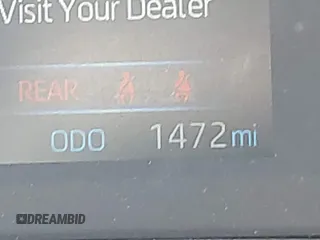 Visit Your Dealer
REAR
ODO 1472 mi
DREAMBID